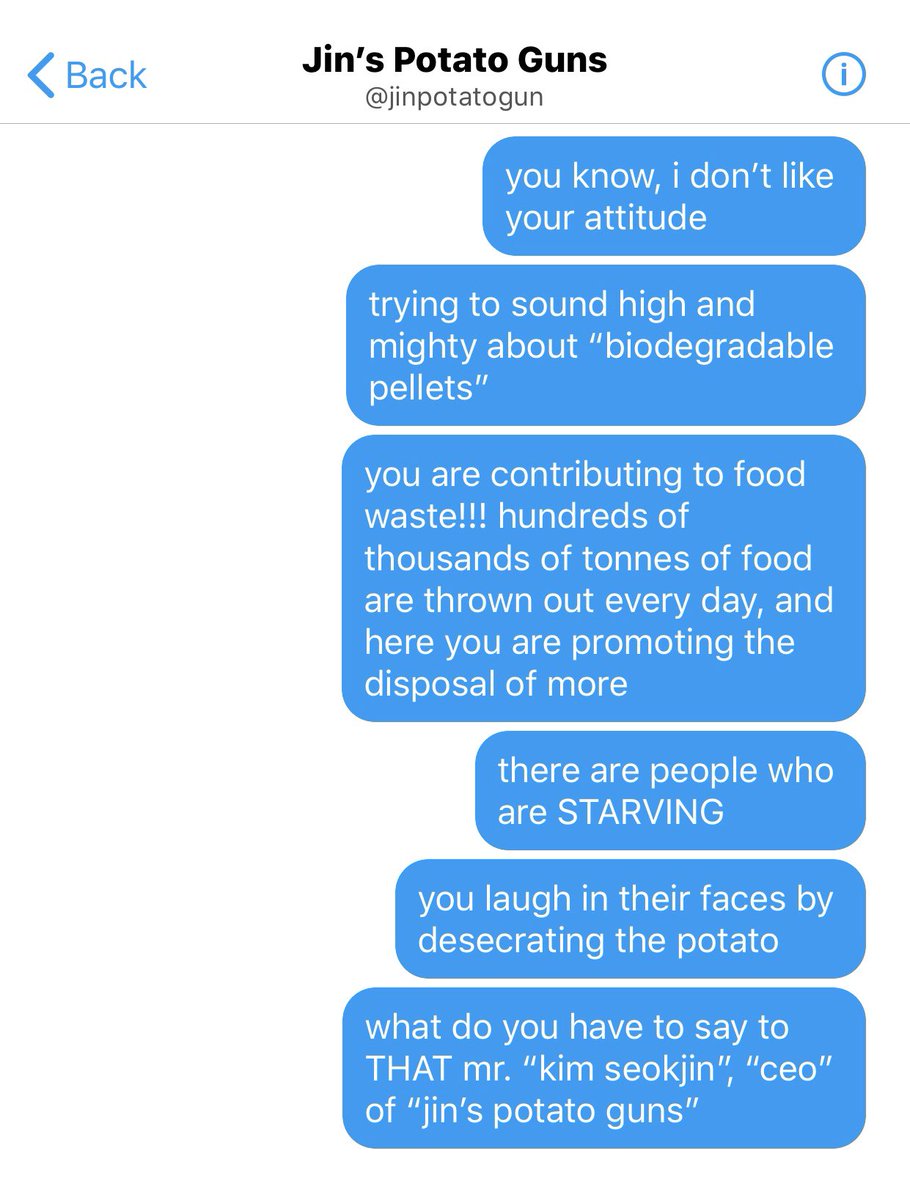 Back
Jin’s Potato Guns
@jinpotatogun
you know, i don’t like
your attitude
trying to sound high and
mighty about “biodegradable
pellets”
you are contributing to food
waste!!! hundreds of
thousands of tonnes of food
are thrown out every day, and
here you are promoting the
disposal of more
there are people who
are STARVING
you laugh in their faces by
desecrating the potato
what do you have to say to
THAT mr. “kim seokjin”, “ceo”
of “jin’s potato guns”